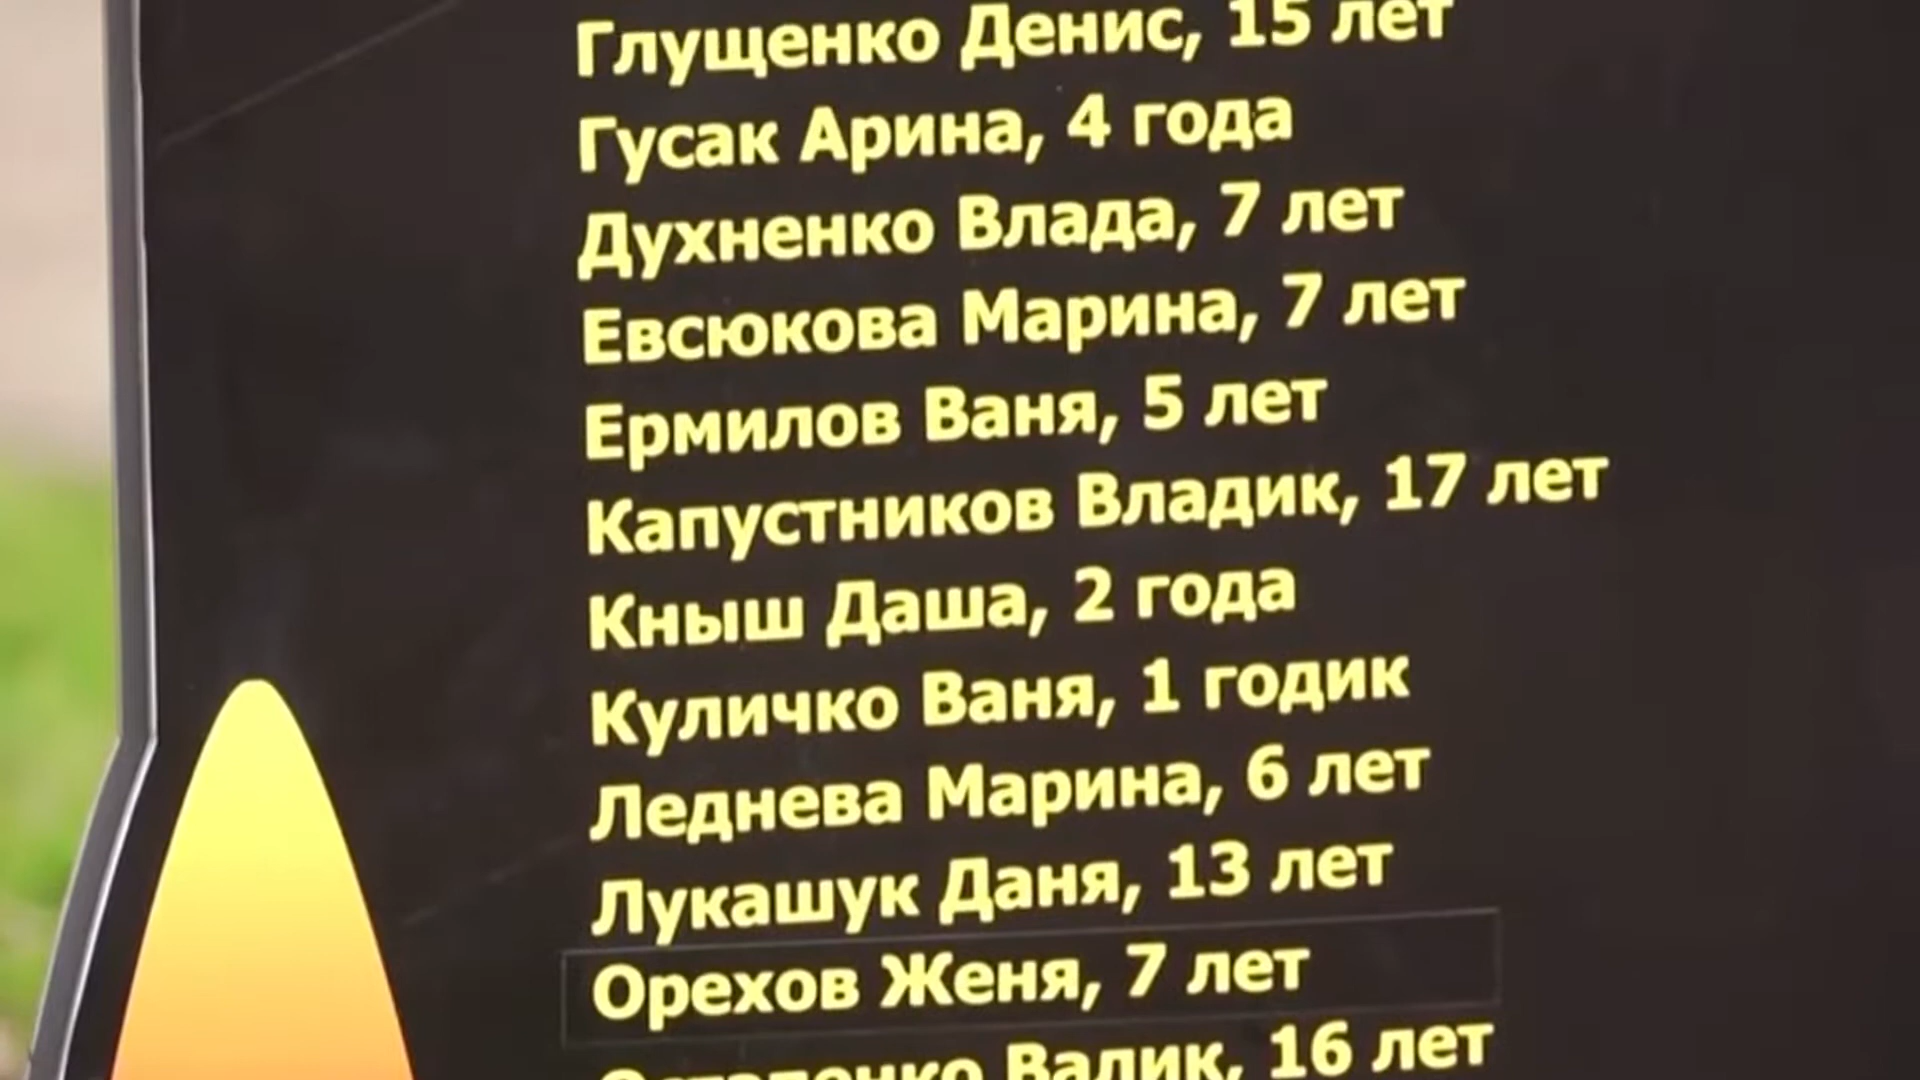 Глущенко Денис, 15 лет
Гусак Арина, 4 года
Духненко Влада, 7 лет
Евсюкова Марина, 7 лет
Ермилов Ваня, 5 лет
Капустников Владик, 17 лет
Кныш Даша, 2 года
Куличко Ваня, 1 годик
Леднева Марина, 6 лет
Лукашук Даня, 13 лет
Орехов Женя, 7 лет
Остапенко Валик, 16 лет